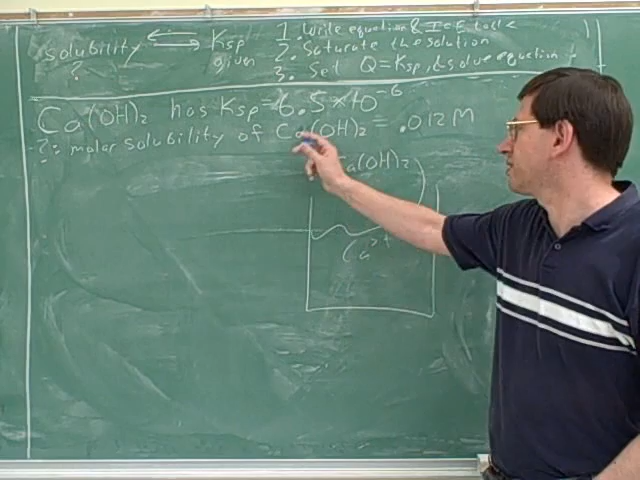 solubility ⇌ Ksp
? given
1. Write equation & ICE table
2. Saturate the solution
3. Set Q=Ksp, & solve equation
Ca(OH)₂ has Ksp=6.5×10⁻⁶
?: molar solubility of Ca(OH)₂ = .012 M
Ca(OH)₂
Ca²⁺